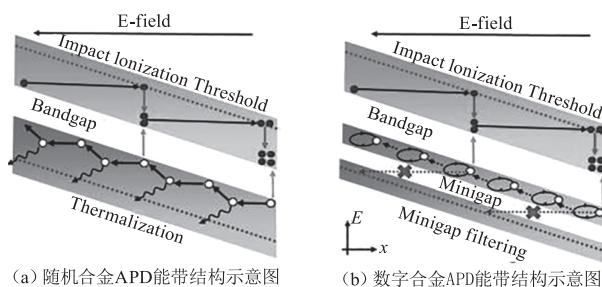 E-field
Impact Ionization Threshold
Bandgap
Thermalization
(a) 随机合金APD能带结构示意图
E-field
Impact Ionization Threshold
Bandgap
Minigap
Minigap filtering
E
x
(b) 数字合金APD能带结构示意图